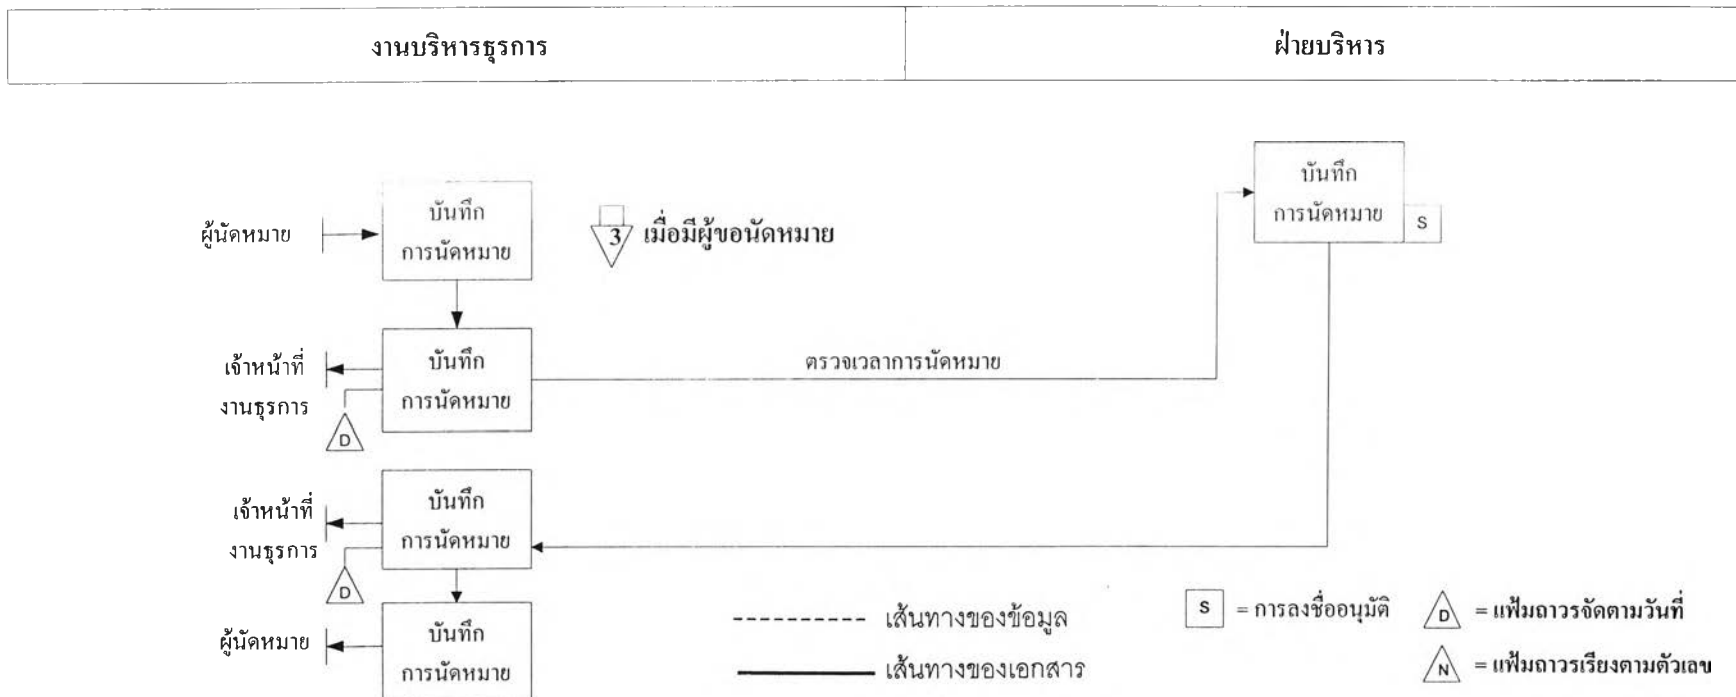 งานบริหารธุรการ
ฝ่ายบริหาร
ผู้นัดหมาย
บันทึก
การนัดหมาย
3 เมื่อมีผู้ขอนัดหมาย
บันทึก
การนัดหมาย
S
เจ้าหน้าที่
งานธุรการ
D
บันทึก
การนัดหมาย
ตรวจเวลาการนัดหมาย
เจ้าหน้าที่
งานธุรการ
D
บันทึก
การนัดหมาย
ผู้นัดหมาย
บันทึก
การนัดหมาย
เส้นทางของข้อมูล
เส้นทางของเอกสาร
S = การลงชื่ออนุมัติ
D = แฟ้มถาวรจัดตามวันที่
N = แฟ้มถาวรเรียงตามตัวเลข